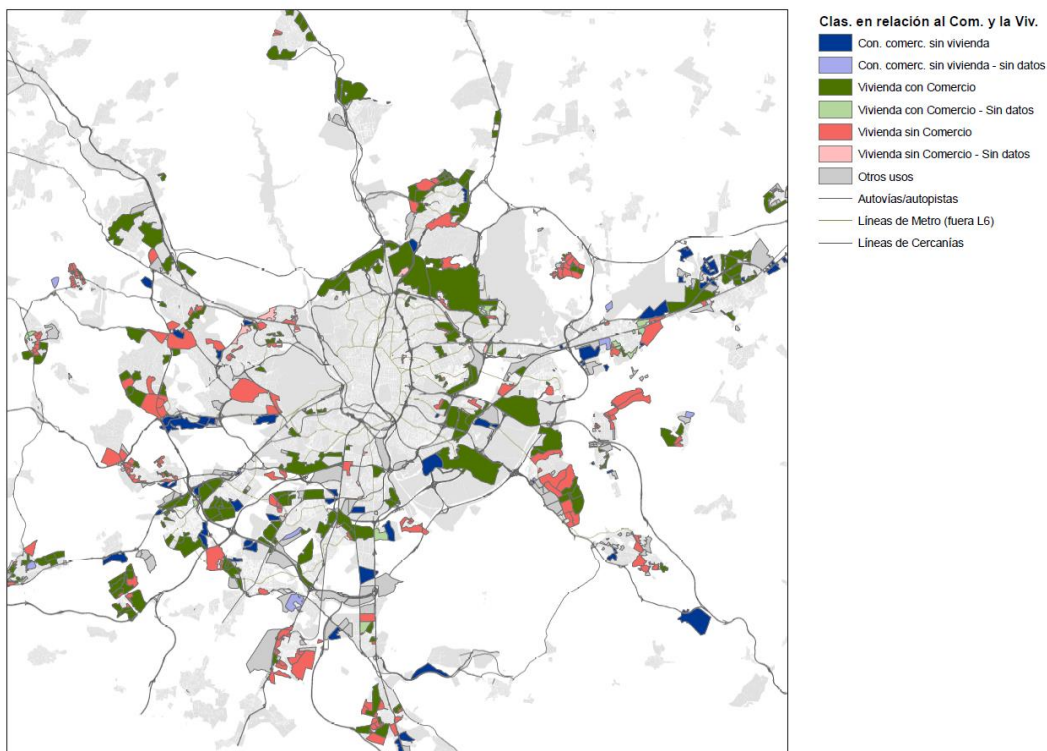 Clas. en relación al Com. y la Viv.
Con. comerc. sin vivienda
Con. comerc. sin vivienda - sin datos
Vivienda con Comercio
Vivienda con Comercio - Sin datos
Vivienda sin Comercio
Vivienda sin Comercio - Sin datos
Otros usos
Autovías/autopistas
Líneas de Metro (fuera L6)
Líneas de Cercanías